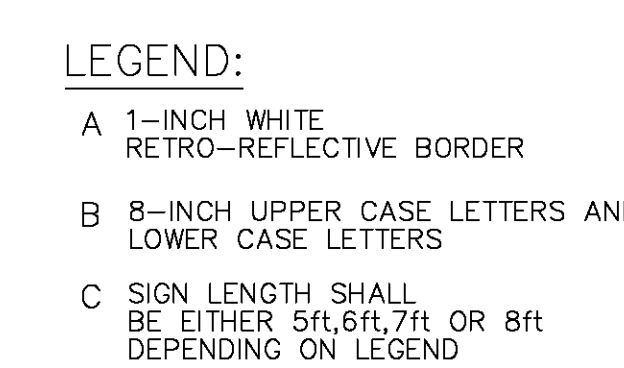 LEGEND:
A 1-INCH WHITE
RETRO-REFLECTIVE BORDER
B 8-INCH UPPER CASE LETTERS
LOWER CASE LETTERS
C SIGN LENGTH SHALL
BE EITHER 5ft,6ft,7ft OR 8ft
DEPENDING ON LEGEND